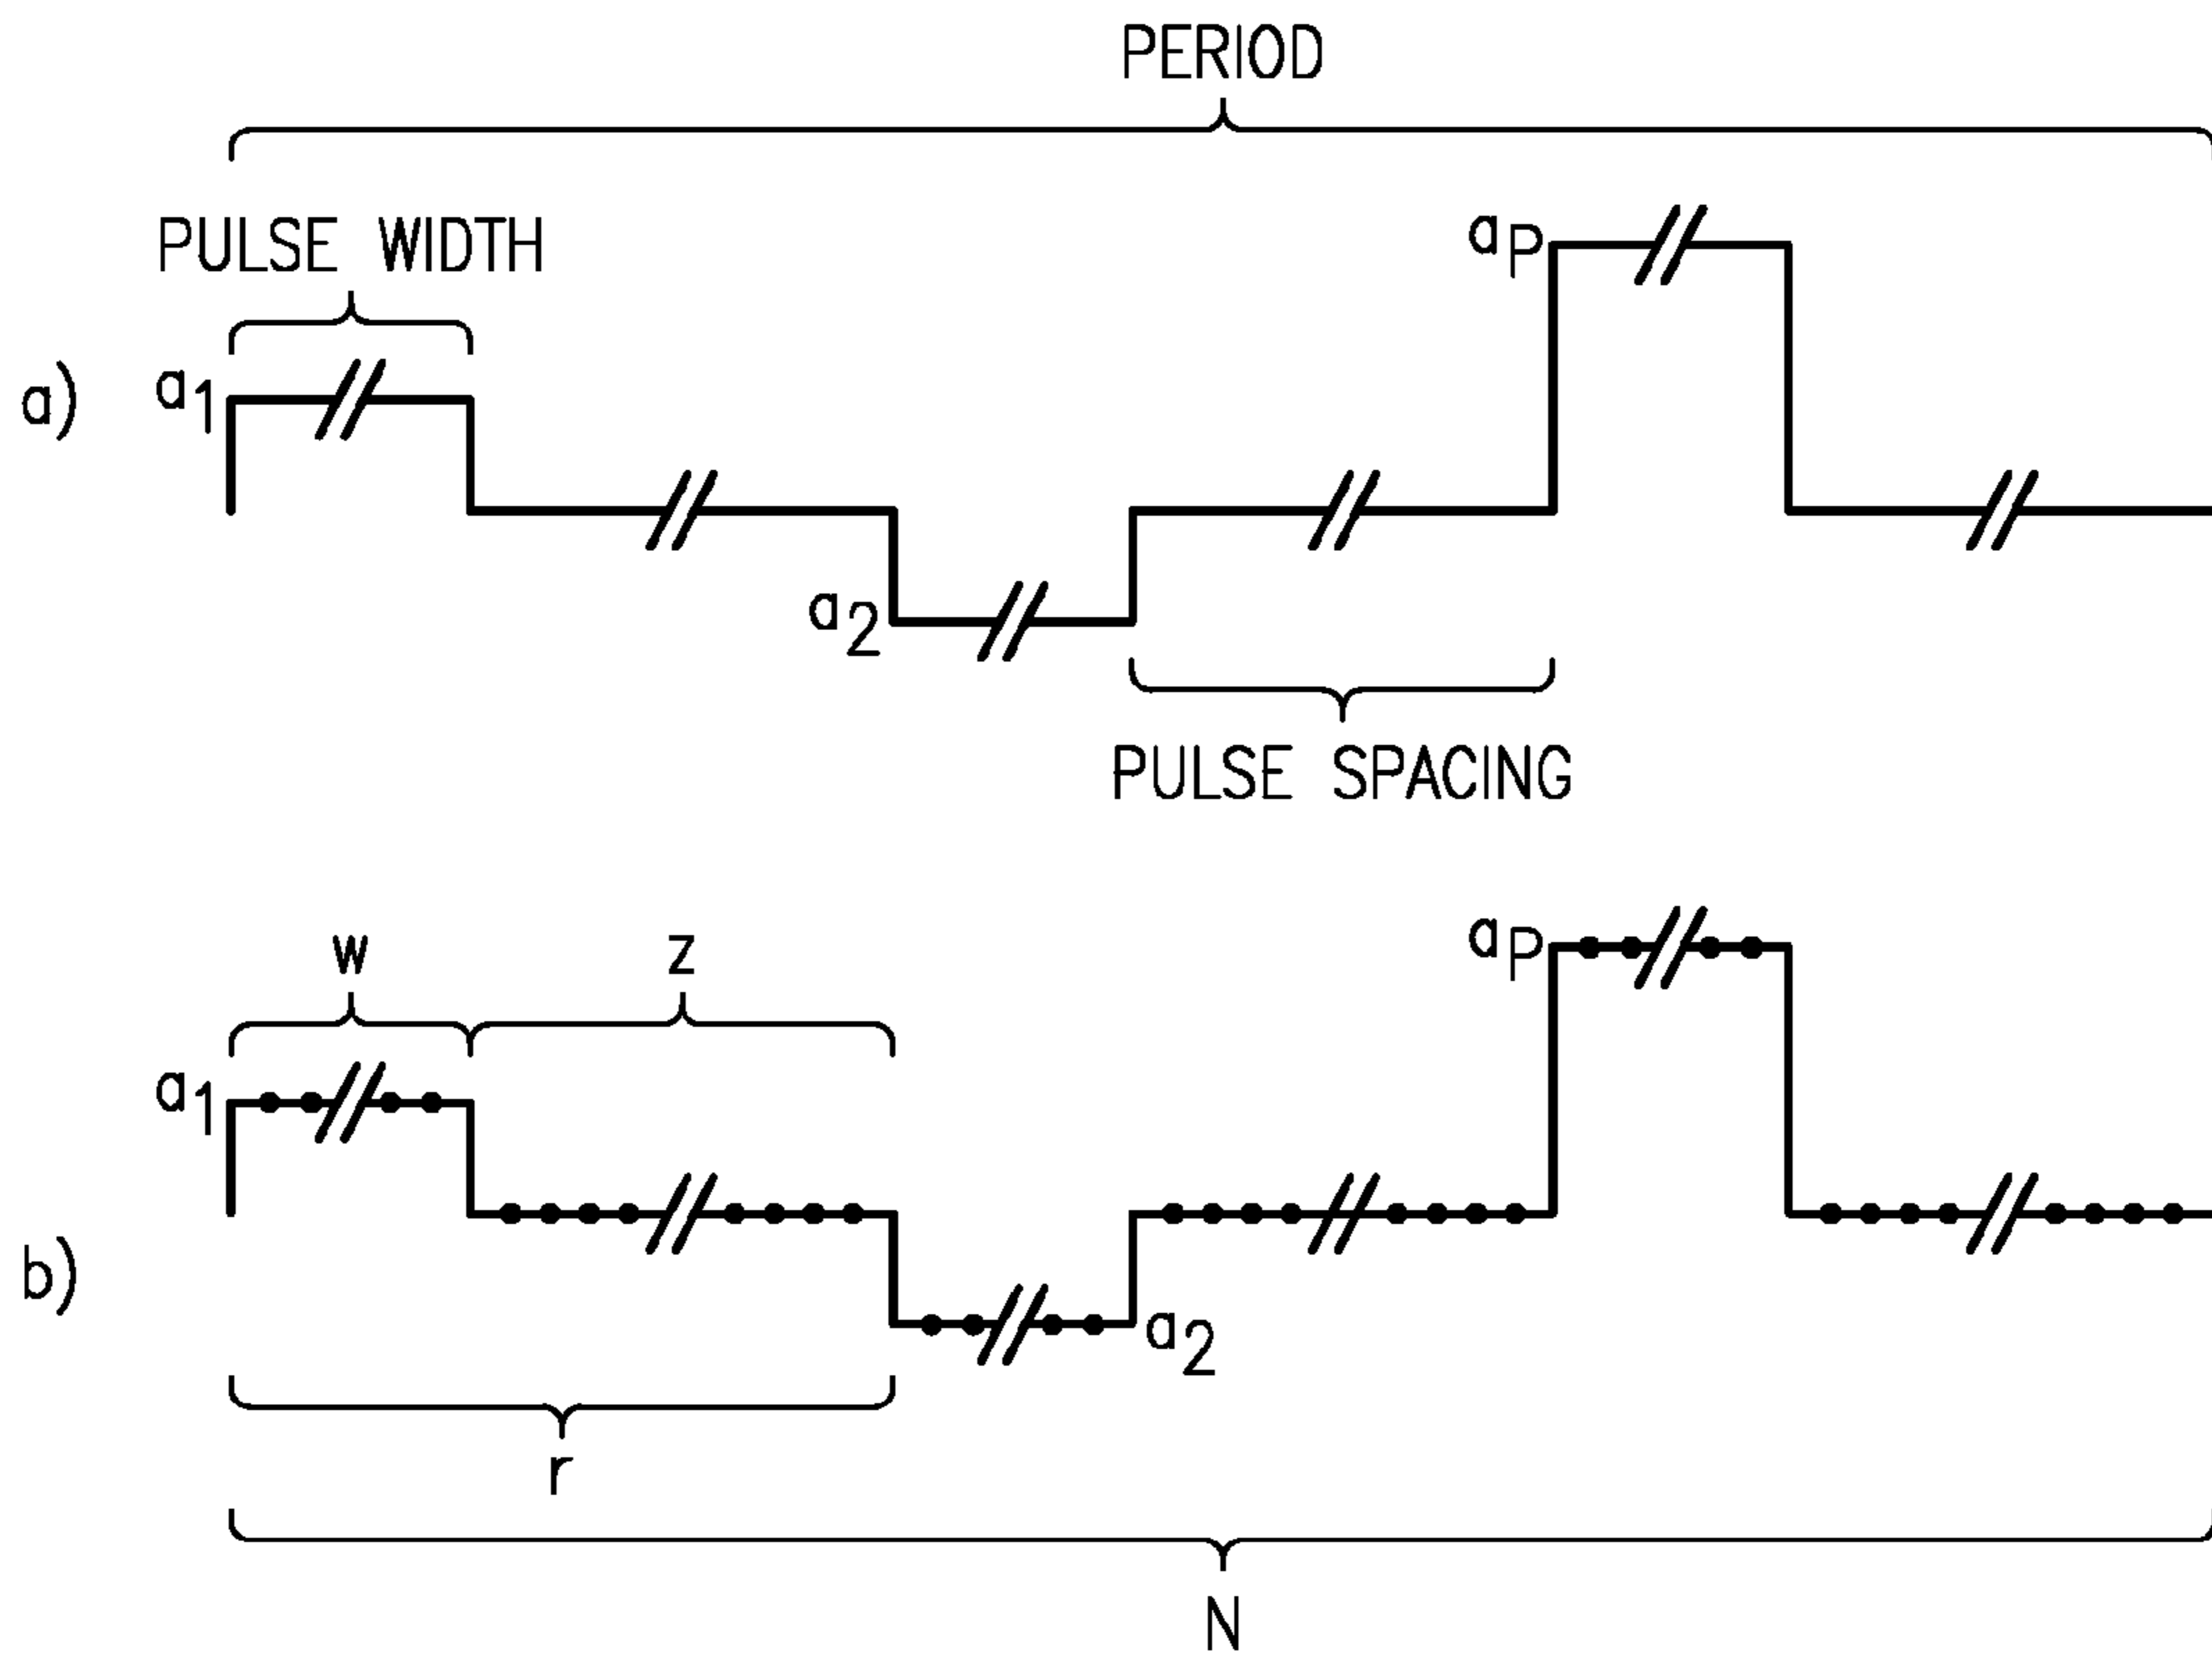 PERIOD
PULSE WIDTH
aP
a)
a1
a2
PULSE SPACING
w
z
aP
a1
b)
a2
r
N